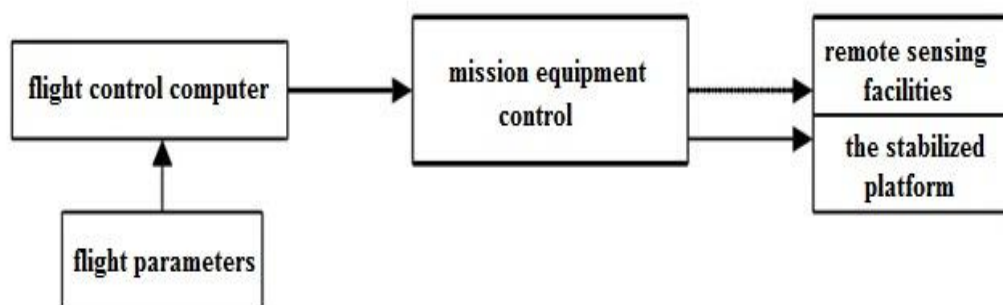 flight control computer
mission equipment
control
remote sensing
facilities
the stabilized
platform
flight parameters